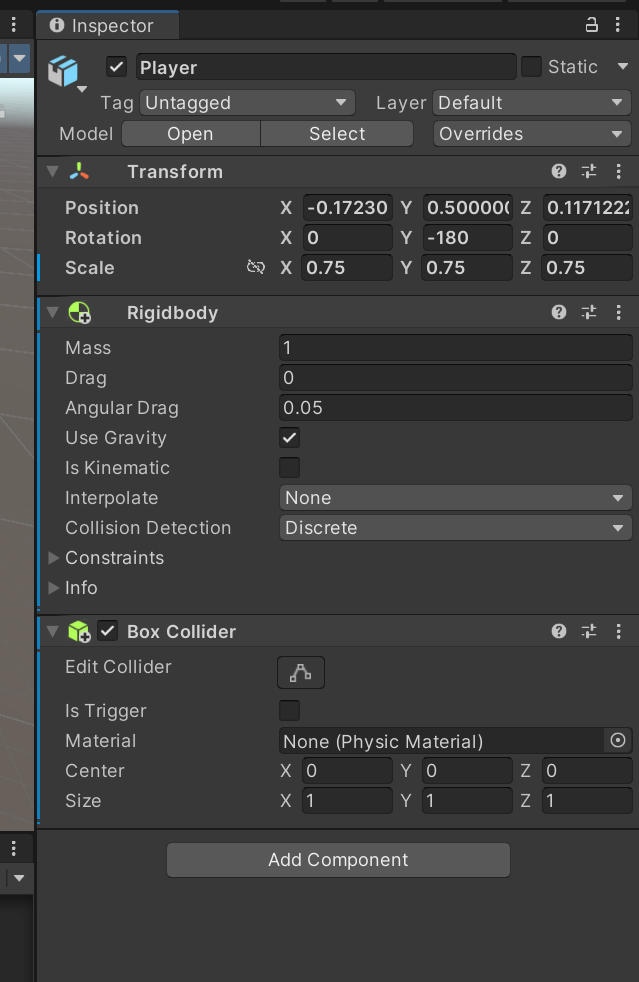 Inspector
Player Static
Tag Untagged Layer Default
Model Open Select Overrides
Transform
Position X -0.17230 Y 0.500000 Z 0.1171222
Rotation X 0 Y -180 Z 0
Scale X 0.75 Y 0.75 Z 0.75
Rigidbody
Mass 1
Drag 0
Angular Drag 0.05
Use Gravity
Is Kinematic
Interpolate None
Collision Detection Discrete
Constraints
Info
Box Collider
Edit Collider
Is Trigger
Material None (Physic Material)
Center X 0 Y 0 Z 0
Size X 1 Y 1 Z 1
Add Component